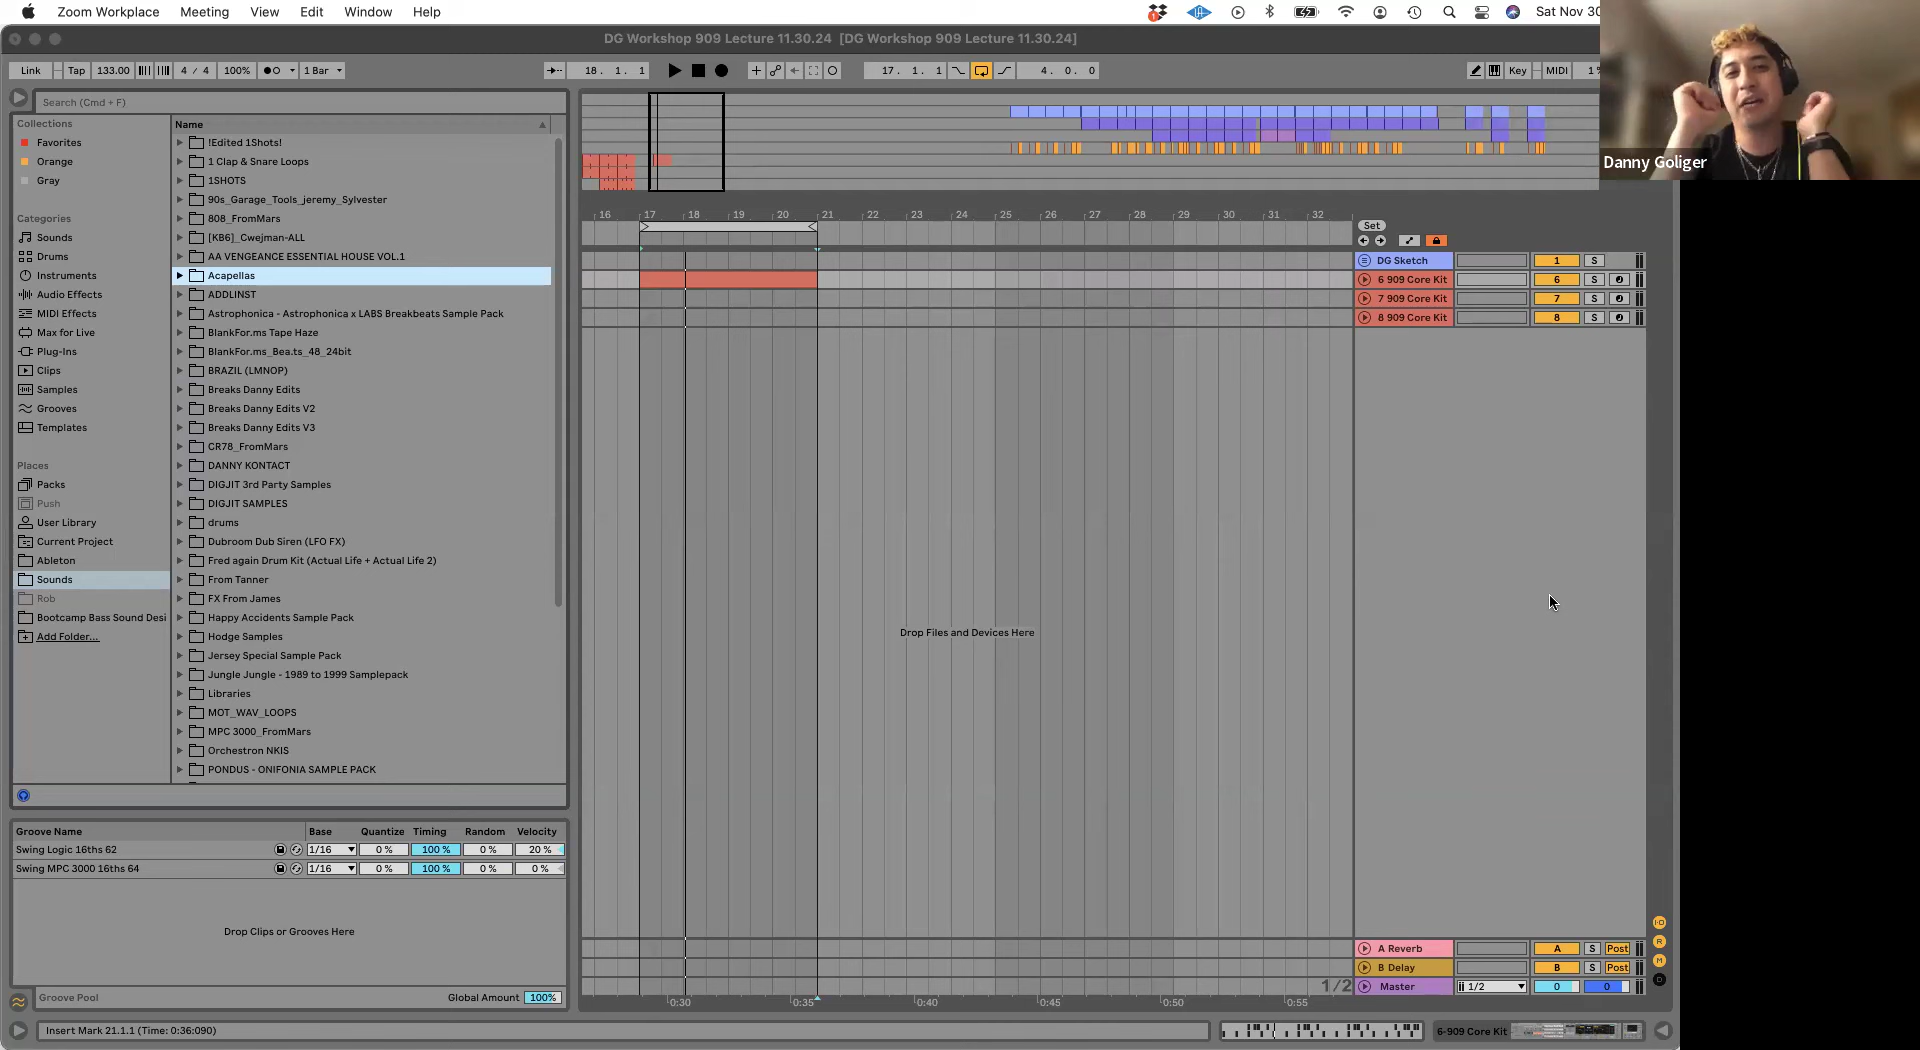 Zoom Workplace Meeting View Edit Window Help Sat Nov 30
DG Workshop 909 Lecture 11.30.24 [DG Workshop 909 Lecture 11.30.24]
Link Tap 133.00 4 / 4 100% 1 Bar 18. 1. 1 17. 1. 1 4. 0. 0 Key MIDI 1 %
Search (Cmd + F)
Collections
Favorites
Orange
Gray
Categories
Sounds
Drums
Instruments
Audio Effects
MIDI Effects
Max for Live
Plug-Ins
Clips
Samples
Grooves
Templates
Places
Packs
Push
User Library
Current Project
Ableton
Sounds
Rob
Bootcamp Bass Sound Desi
Add Folder...
Name
!Edited 1Shots!
1 Clap & Snare Loops
1SHOTS
90s_Garage_Tools_jeremy_Sylvester
808_FromMars
[KB6]_Cwejman-ALL
AA VENGEANCE ESSENTIAL HOUSE VOL.1
Acapellas
ADDLINST
Astrophonica - Astrophonica x LABS Breakbeats Sample Pack
BlankFor.ms Tape Haze
BlankFor.ms_Bea.ts_48_24bit
BRAZIL (LMNOP)
Breaks Danny Edits
Breaks Danny Edits V2
Breaks Danny Edits V3
CR78_FromMars
DANNY KONTACT
DIGJIT 3rd Party Samples
DIGJIT SAMPLES
drums
Dubroom Dub Siren (LFO FX)
Fred again Drum Kit (Actual Life + Actual Life 2)
From Tanner
FX From James
Happy Accidents Sample Pack
Hodge Samples
Jersey Special Sample Pack
Jungle Jungle - 1989 to 1999 Samplepack
Libraries
MOT_WAV_LOOPS
MPC 3000_FromMars
Orchestron NKIS
PONDUS - ONIFONIA SAMPLE PACK
Danny Goliger
16 17 18 19 20 21 22 23 24 25 26 27 28 29 30 31 32
Set
DG Sketch 1 S
6 909 Core Kit 6 S
7 909 Core Kit 7 S
8 909 Core Kit 8 S
Drop Files and Devices Here
A Reverb A S Post
B Delay B S Post
1/2 Master 1/2 0 0
0:30 0:35 0:40 0:45 0:50 0:55
Groove Name Base Quantize Timing Random Velocity
Swing Logic 16ths 62 1/16 0 % 100 % 0 % 20 %
Swing MPC 3000 16ths 64 1/16 0 % 100 % 0 % 0 %
Drop Clips or Grooves Here
Groove Pool Global Amount 100%
Insert Mark 21.1.1 (Time: 0:36:090) 6-909 Core Kit